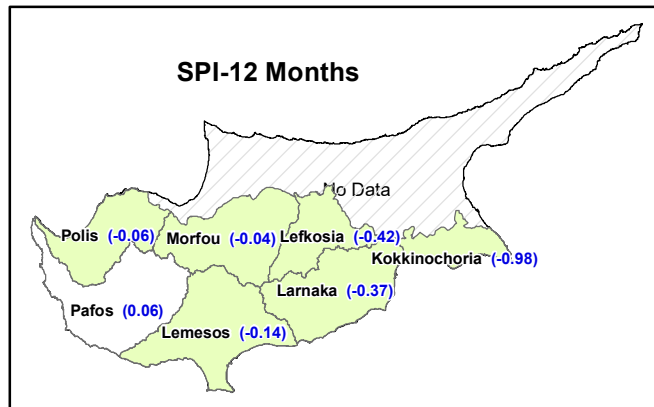 SPI-12 Months
No Data
Polis (-0.06)
Morfou (-0.04)
Lefkosia (-0.42)
Kokkinochoria (-0.98)
Larnaka (-0.37)
Pafos (0.06)
Lemesos (-0.14)